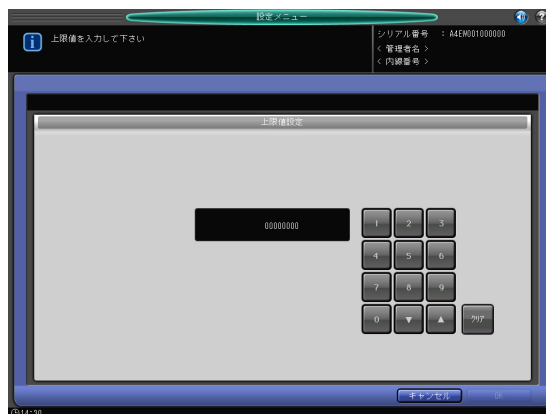 設定メニュー
?
i
上限値を入力して下さい
シリアル番号 : A4EW001000000
< 管理者名 >
< 内線番号 >
上限値設定
00000000
1 2 3
4 5 6
7 8 9
0 ▼ ▲ クリア
キャンセル OK
14:30